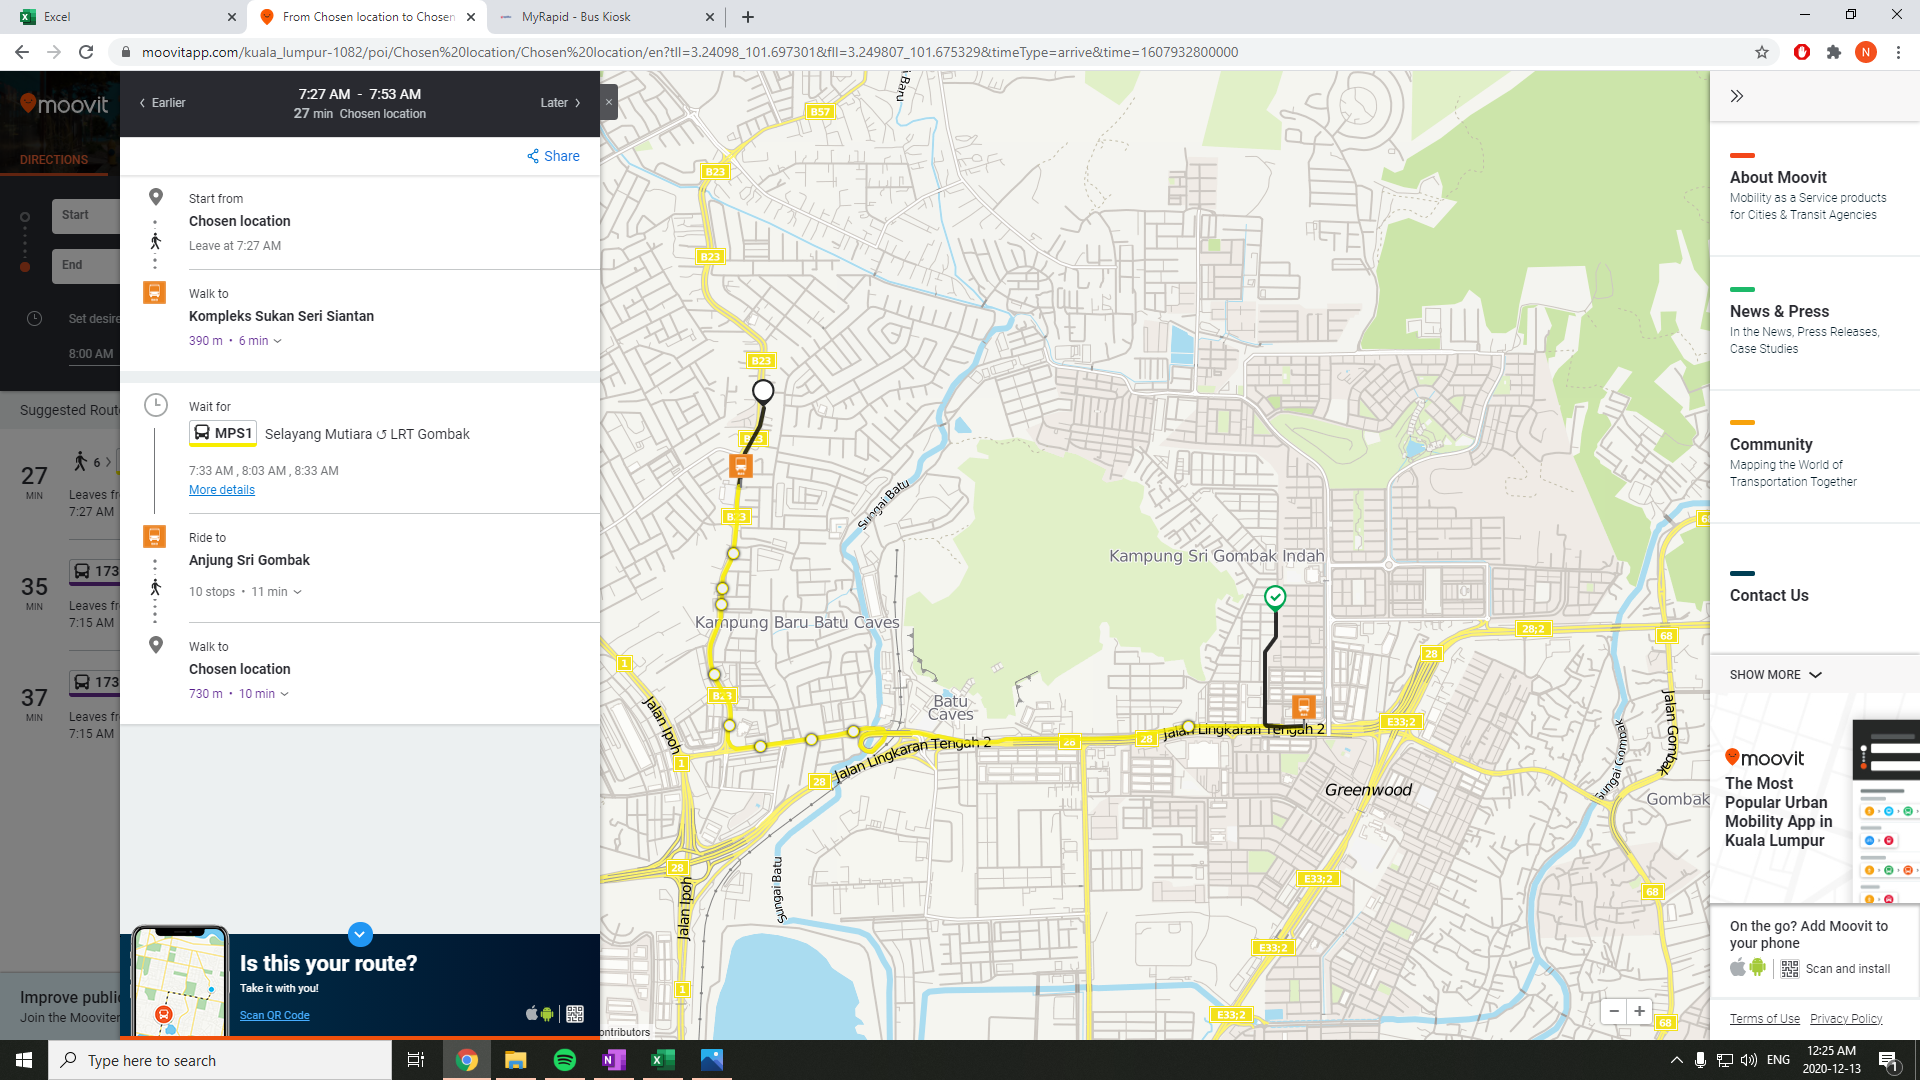 Excel
From Chosen location to Chosen
MyRapid - Bus Kiosk
moovitapp.com/kuala_lumpur-1082/poi/Chosen%20location/Chosen%20location/en?tll=3.24098_101.697301&fll=3.249807_101.675329&timeType=arrive&time=1607932800000
N
moovit
DIRECTIONS
Start
End
Set desire
8:00 AM
Suggested Rout
27
MIN
6
Leaves fr
7:27 AM
35
MIN
173
Leaves fr
7:15 AM
37
MIN
173
Leaves fr
7:15 AM
Improve public
Join the Mooviter
Earlier
7:27 AM - 7:53 AM
27 min Chosen location
Later
Share
Start from
Chosen location
Leave at 7:27 AM
Walk to
Kompleks Sukan Seri Siantan
390 m • 6 min
Wait for
MPS1 Selayang Mutiara ↺ LRT Gombak
7:33 AM , 8:03 AM , 8:33 AM
More details
Ride to
Anjung Sri Gombak
10 stops • 11 min
Walk to
Chosen location
730 m • 10 min
Is this your route?
Take it with you!
Scan QR Code
Baru
B57
B23
B23
B23
B23
B23
Sungai Batu
Kampung Sri Gombak Indah
Kampung Baru Batu Caves
28;2
68
1
28
B23
Batu
Caves
Jalan Ipoh
E33;2
Jalan Lingkaran Tengah 2
28
28
Jalan Lingkaran Tengah 2
1
28
Jalan Gombak
Sungai Gombak
Greenwood
Gombak
28
E33;2
68
Sungai Batu
Jalan Ipoh
E33;2
1
E33;2
68
ontributors
About Moovit
Mobility as a Service products
for Cities & Transit Agencies
News & Press
In the News, Press Releases,
Case Studies
Community
Mapping the World of
Transportation Together
Contact Us
SHOW MORE
moovit
The Most
Popular Urban
Mobility App in
Kuala Lumpur
On the go? Add Moovit to
your phone
Scan and install
Terms of Use Privacy Policy
Type here to search
ENG
12:25 AM
2020-12-13
1